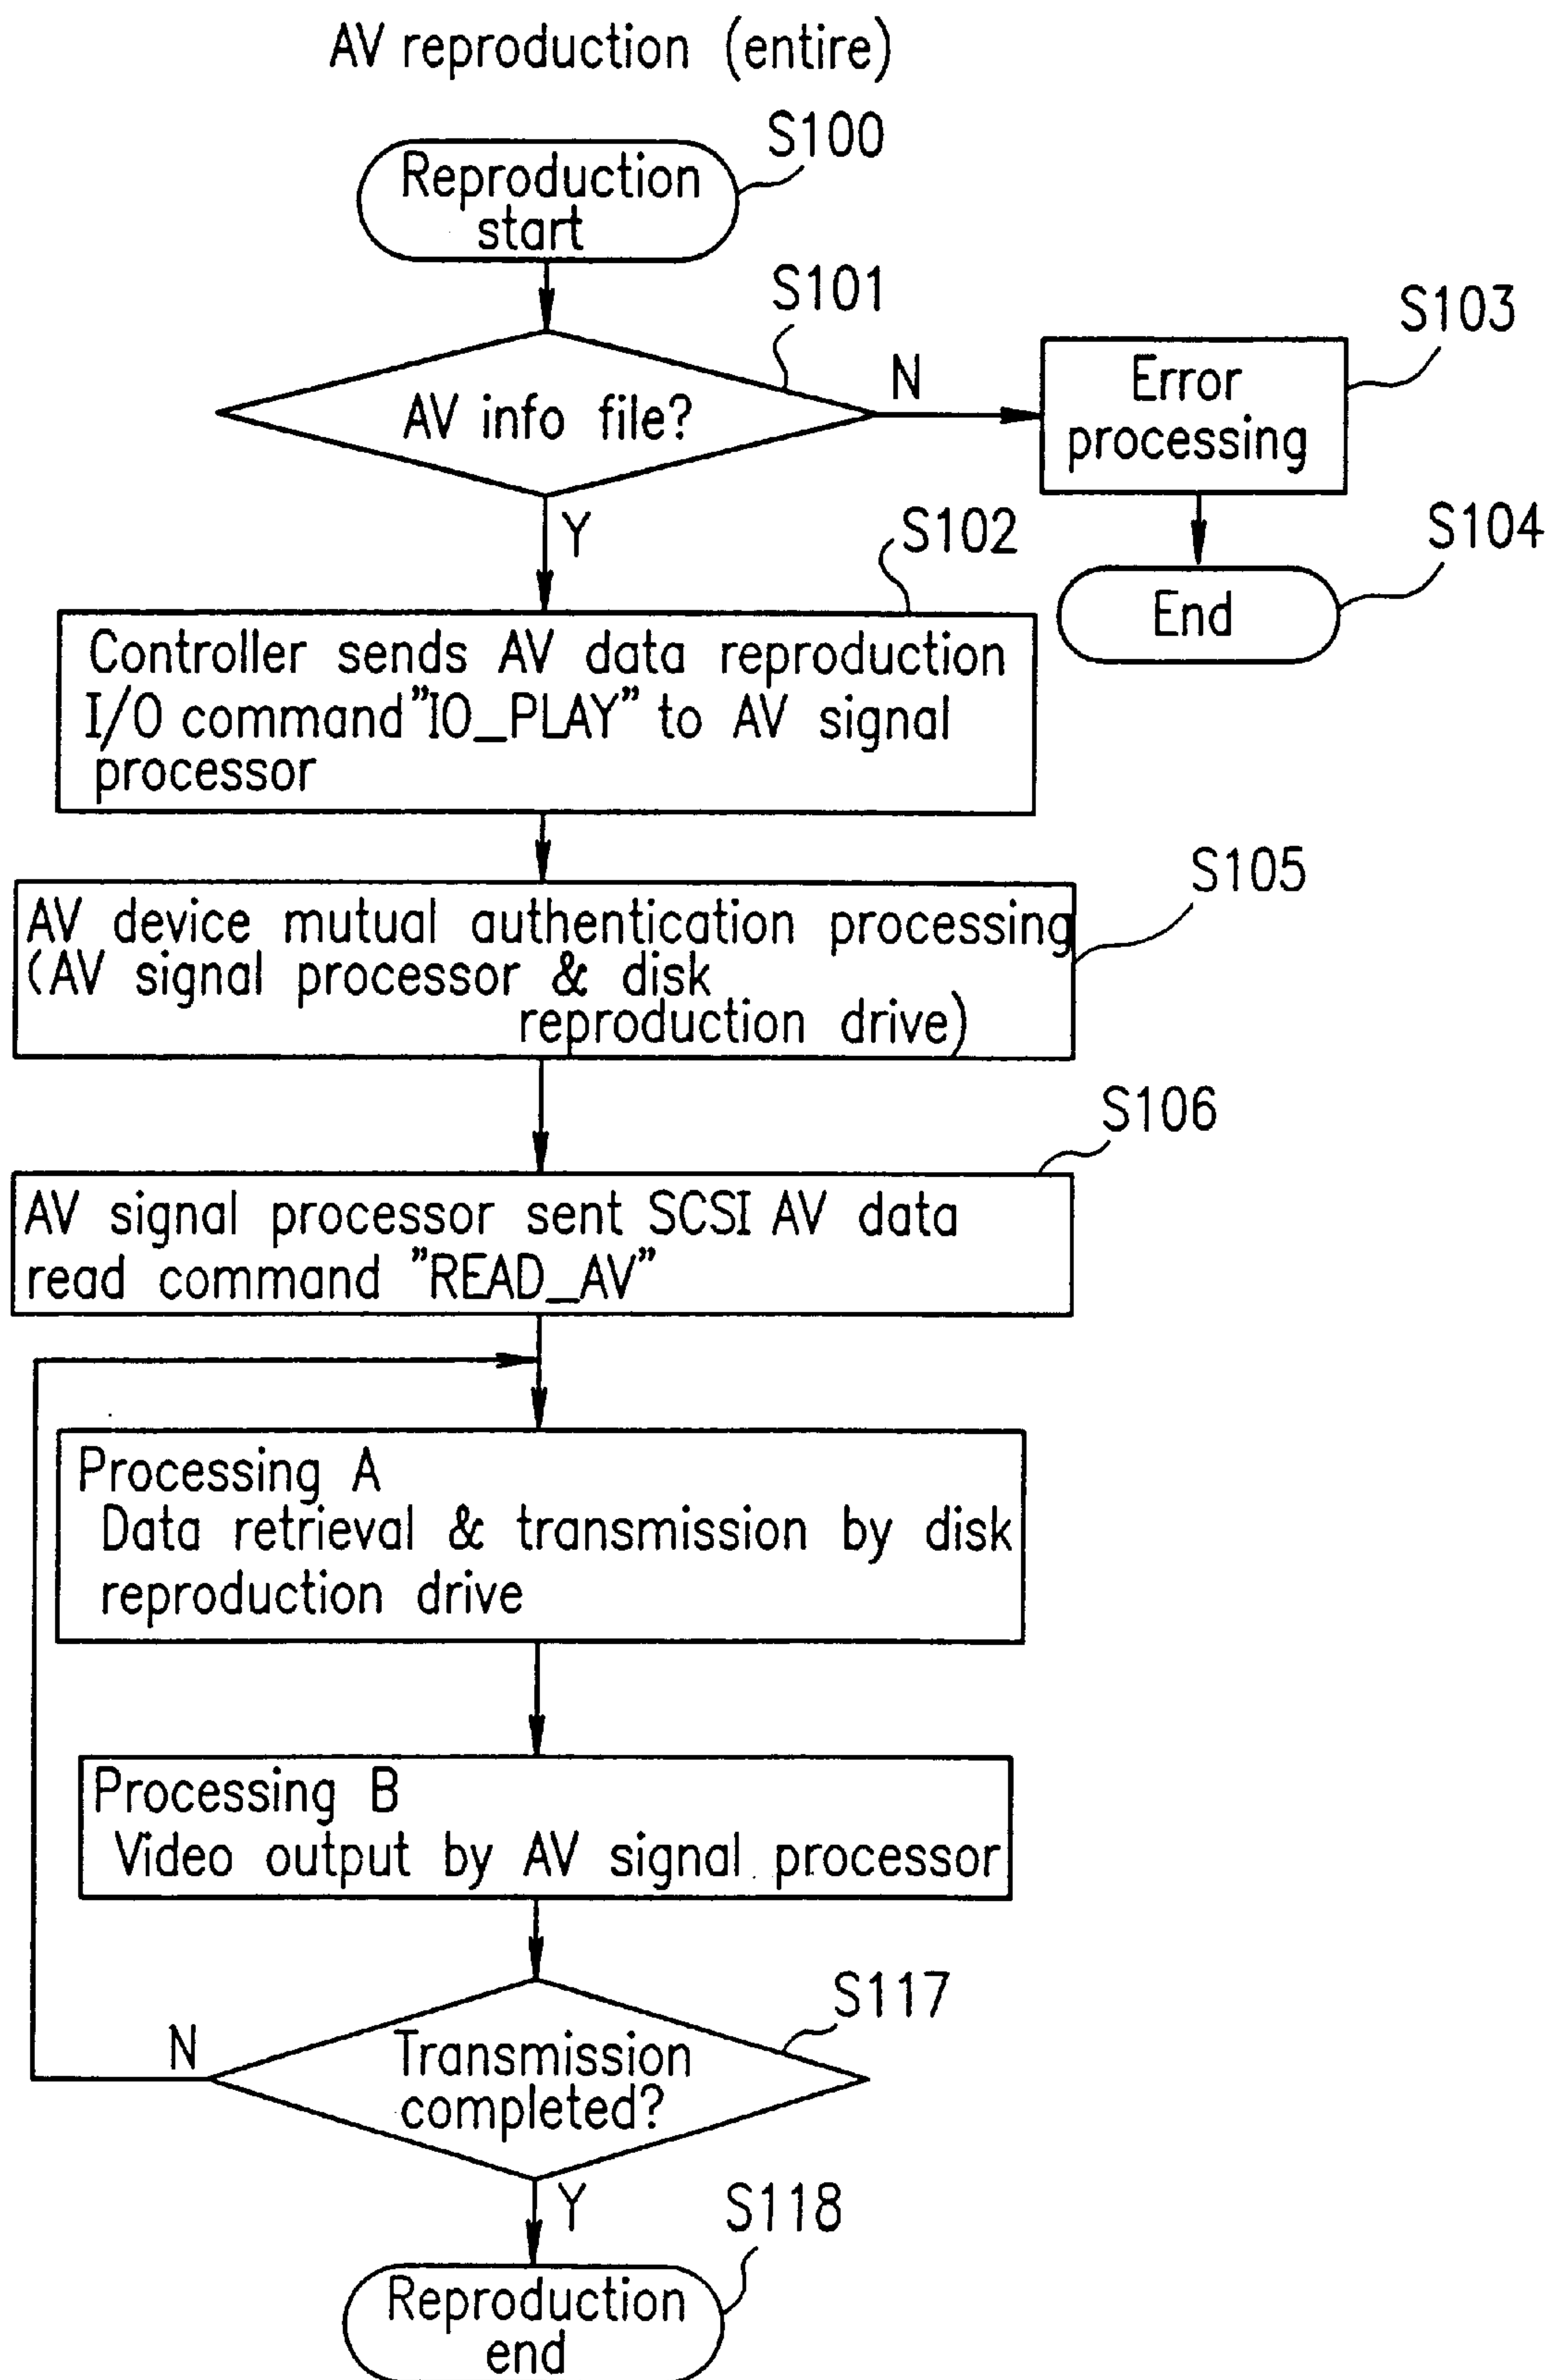 AV reproduction (entire)
S100
Reproduction
start
S101
AV info file?
N
S103
Error
processing
Y
S102
S104
End
Controller sends AV data reproduction
I/O command "IO_PLAY" to AV signal
processor
S105
AV device mutual authentication processing
(AV signal processor & disk
reproduction drive)
S106
AV signal processor sent SCSI AV data
read command "READ_AV"
Processing A
Data retrieval & transmission by disk
reproduction drive
Processing B
Video output by AV signal processor
S117
N
Transmission
completed?
Y
S118
Reproduction
end